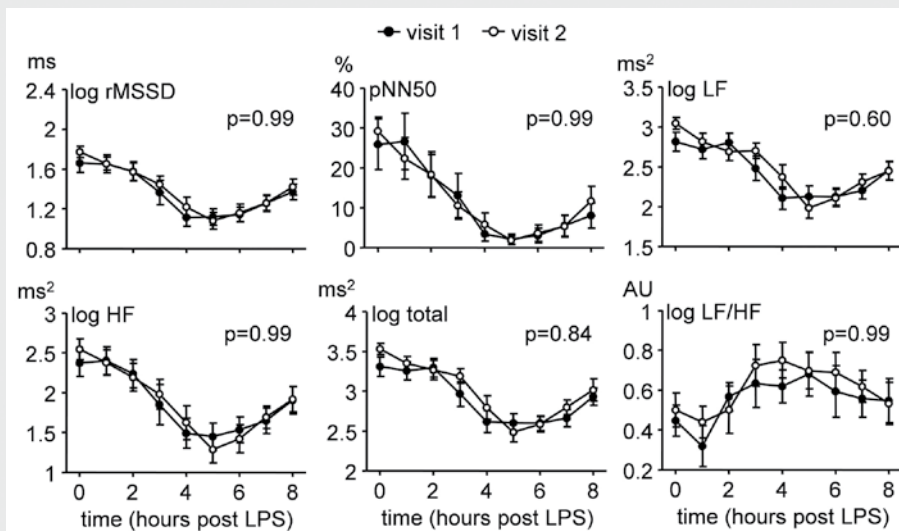 visit 1 visit 2
ms
log rMSSD
p=0.99
2.4
2
1.6
1.2
0.8
%
pNN50
p=0.99
40
30
20
10
0
ms²
log LF
p=0.60
3.5
3
2.5
2
1.5
ms²
log HF
p=0.99
3
2.5
2
1.5
1
0 2 4 6 8
time (hours post LPS)
ms²
log total
p=0.84
4
3.5
3
2.5
2
0 2 4 6 8
time (hours post LPS)
AU
log LF/HF
p=0.99
1
0.8
0.6
0.4
0.2
0 2 4 6 8
time (hours post LPS)